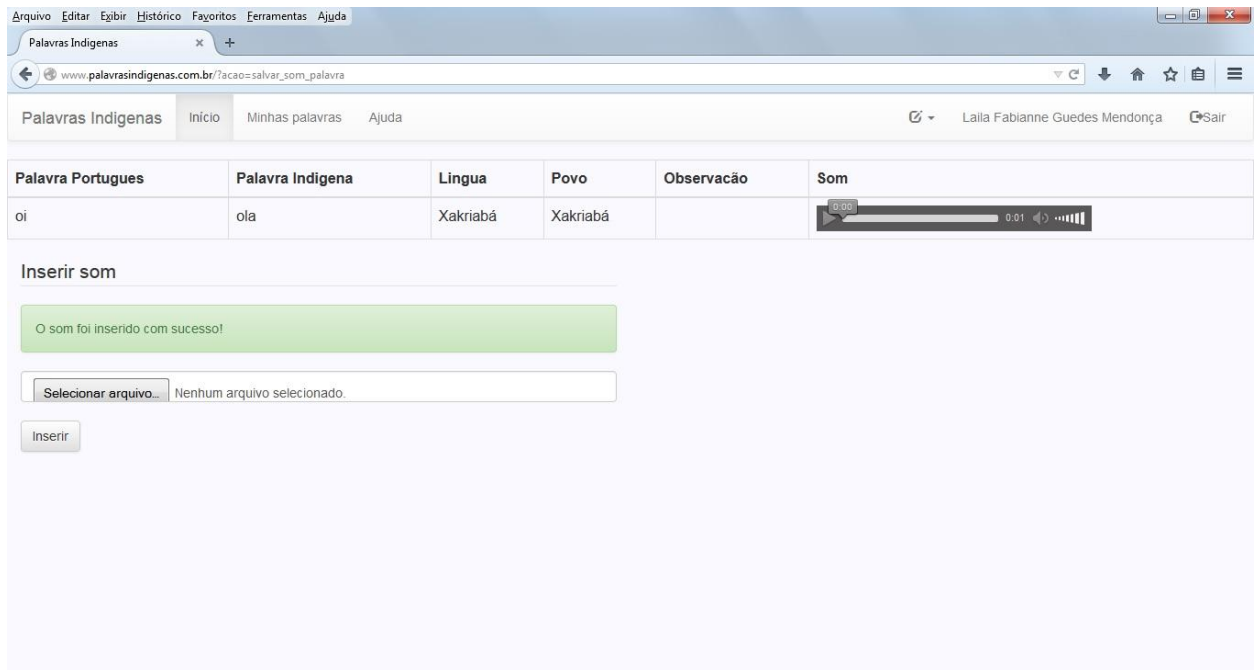 Arquivo Editar Exibir Histórico Favoritos Ferramentas Ajuda
Palavras Indigenas
www.palavrasindigenas.com.br/?acao=salvar_som_palavra
Palavras Indigenas Início Minhas palavras Ajuda Laila Fabianne Guedes Mendonça Sair
Palavra Portugues Palavra Indigena Lingua Povo Observacão Som
oi ola Xakriabá Xakriabá 0:00 0:01
Inserir som
O som foi inserido com sucesso!
Selecionar arquivo... Nenhum arquivo selecionado.
Inserir